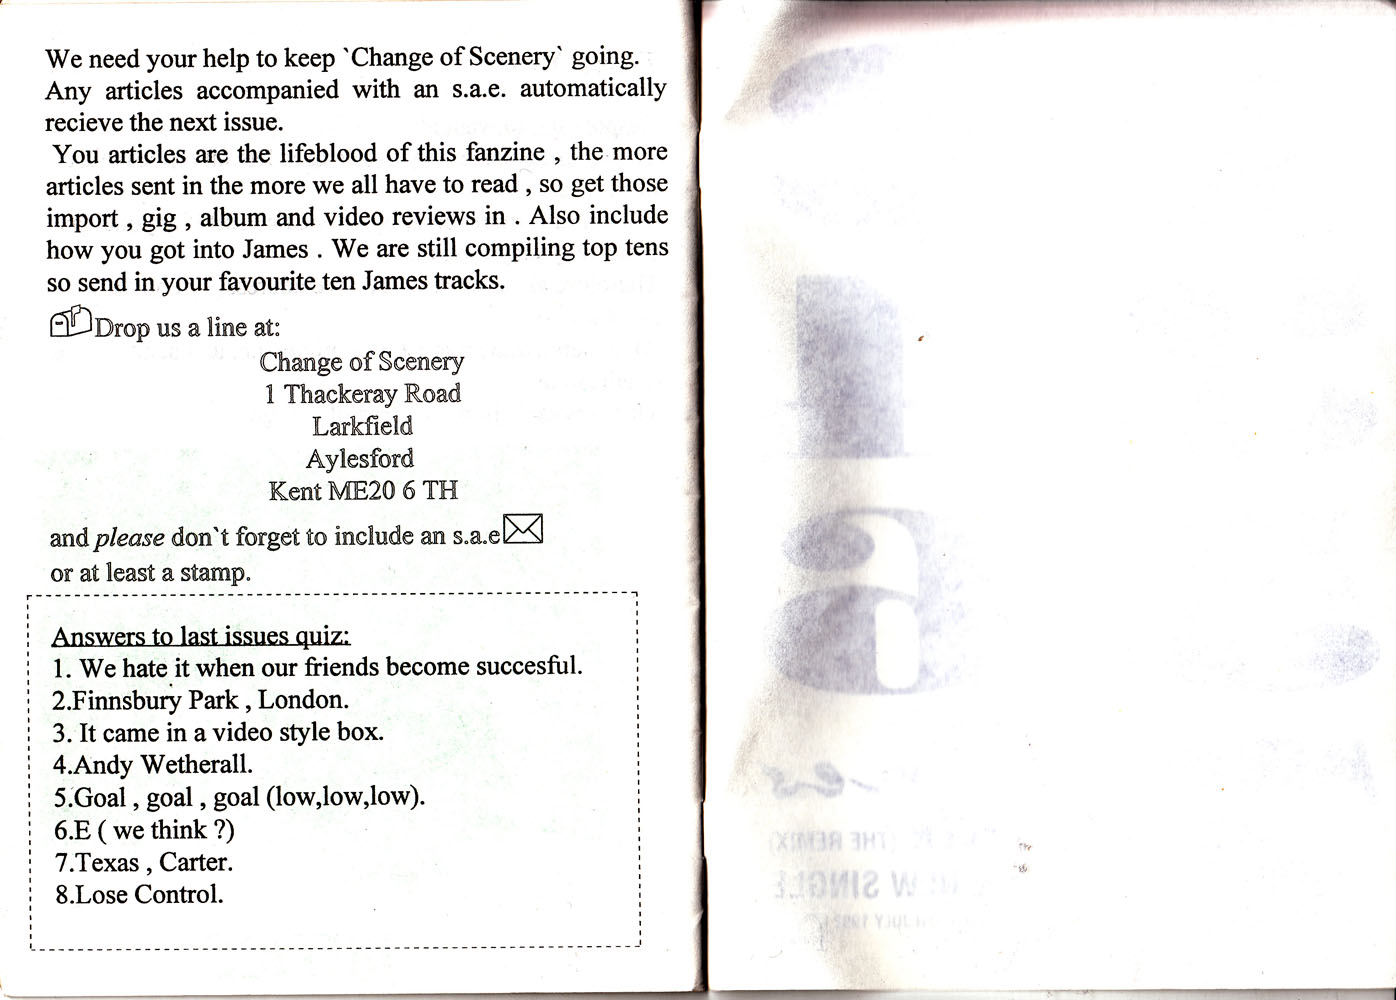 We need your help to keep `Change of Scenery` going.
Any articles accompanied with an s.a.e. automatically
recieve the next issue.
You articles are the lifeblood of this fanzine , the more
articles sent in the more we all have to read , so get those
import , gig , album and video reviews in . Also include
how you got into James . We are still compiling top tens
so send in your favourite ten James tracks.
Drop us a line at:
Change of Scenery
1 Thackeray Road
Larkfield
Aylesford
Kent ME20 6 TH
and please don`t forget to include an s.a.e
or at least a stamp.
Answers to last issues quiz:
1. We hate it when our friends become succesful.
2.Finnsbury Park , London.
3. It came in a video style box.
4.Andy Wetherall.
5.Goal , goal , goal (low,low,low).
6.E ( we think ?)
7.Texas , Carter.
8.Lose Control.
(THE REMIX)
SINGLE
JULY